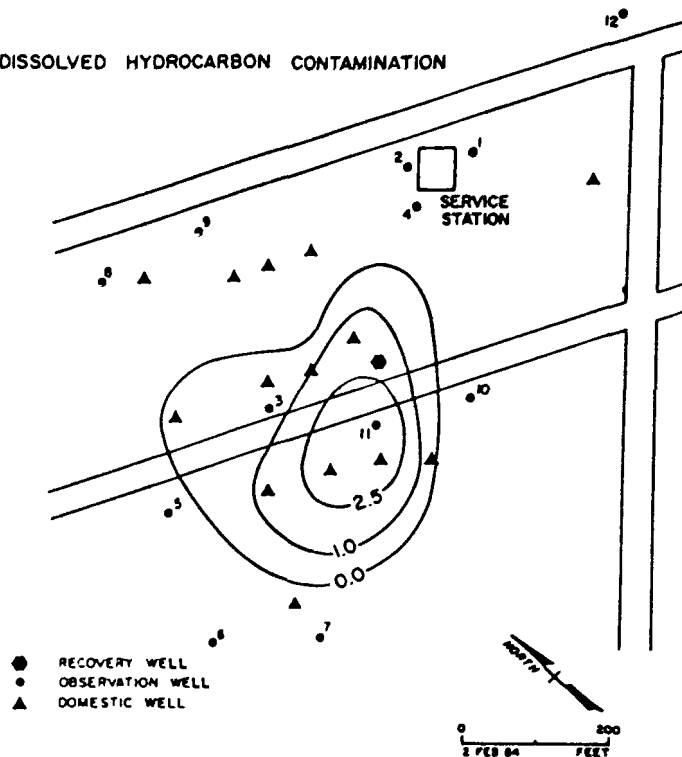 12
DISSOLVED HYDROCARBON CONTAMINATION
1
2
SERVICE
STATION
4
9
8
3
10
11
2.5
5
1.0
0.0
6
7
NORTH
RECOVERY WELL
OBSERVATION WELL
DOMESTIC WELL
0 200
2 FEB 84 FEET